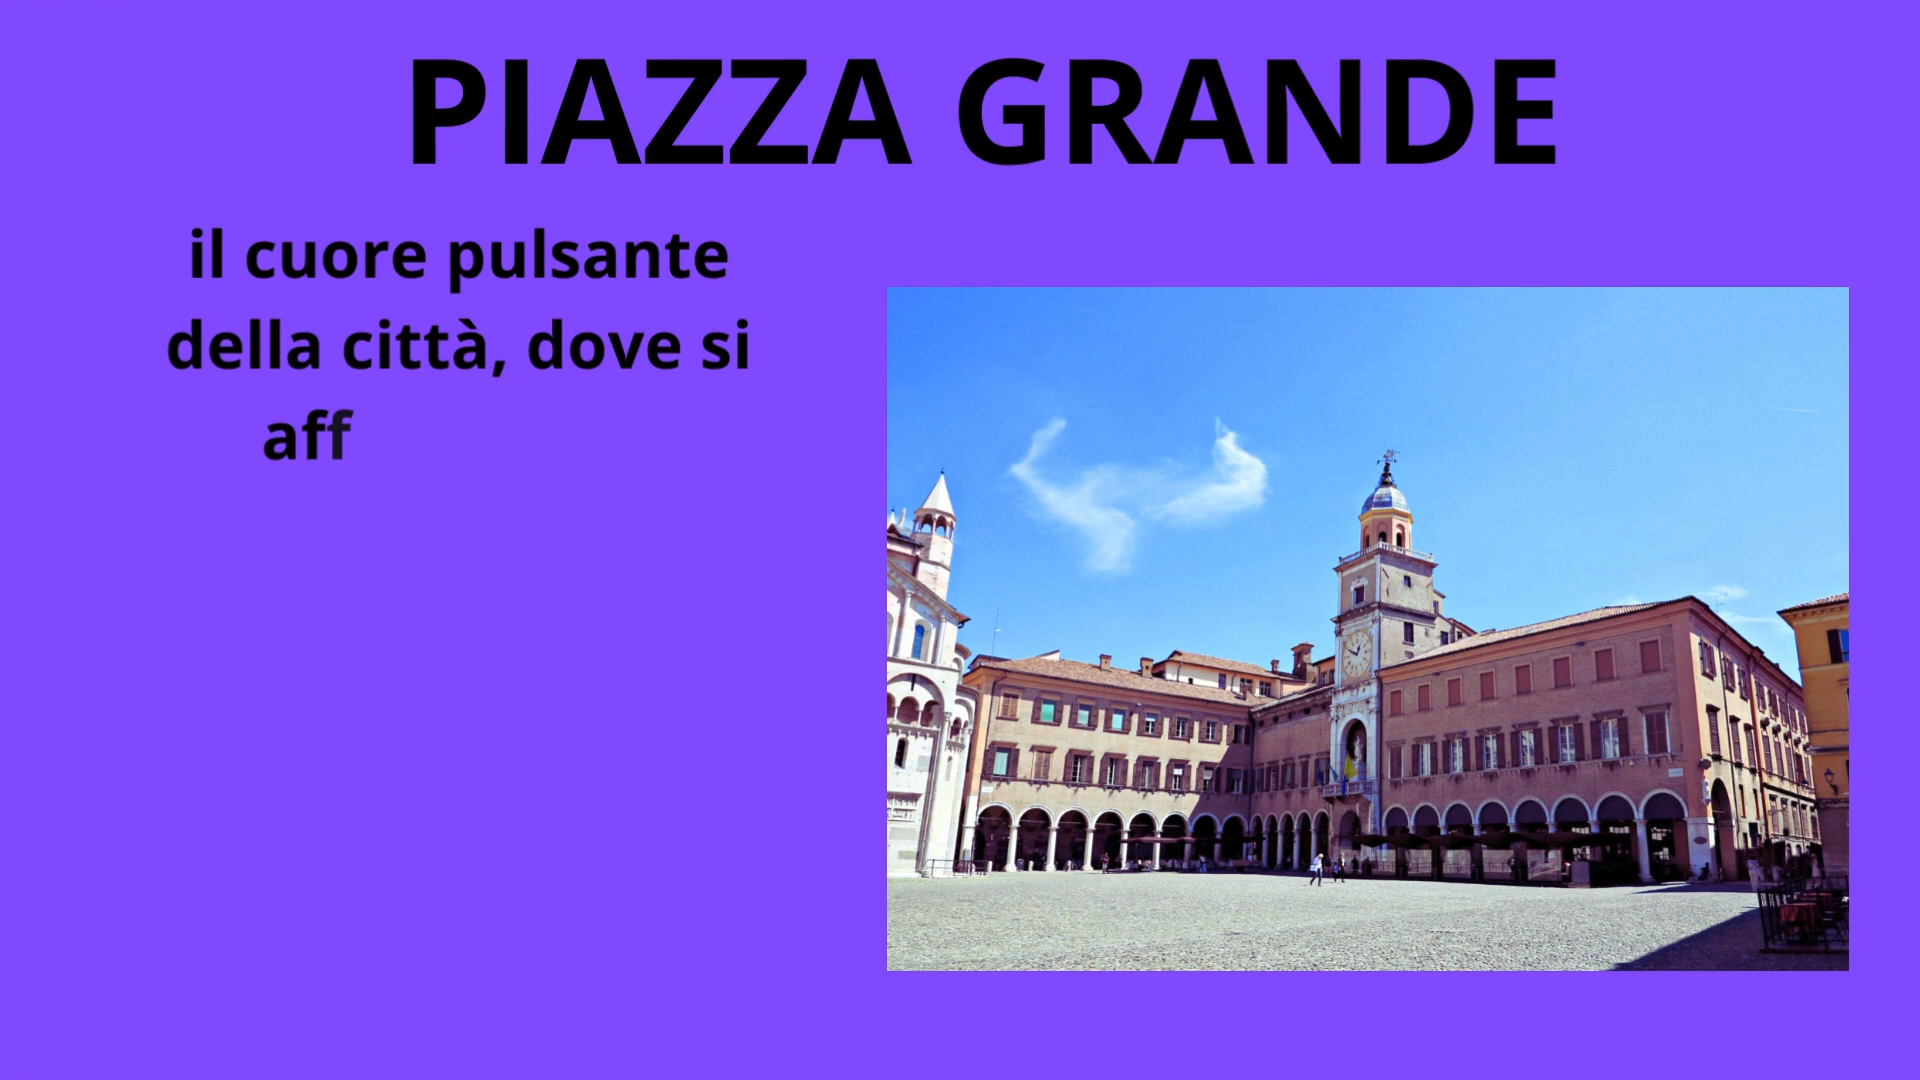 PIAZZA GRANDE
il cuore pulsante
della città, dove si
aff